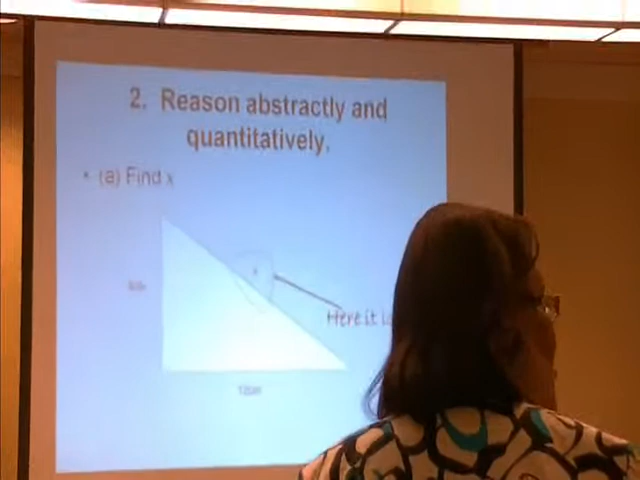 2. Reason abstractly and
quantitatively.
• (a) Find x
x
Here it is